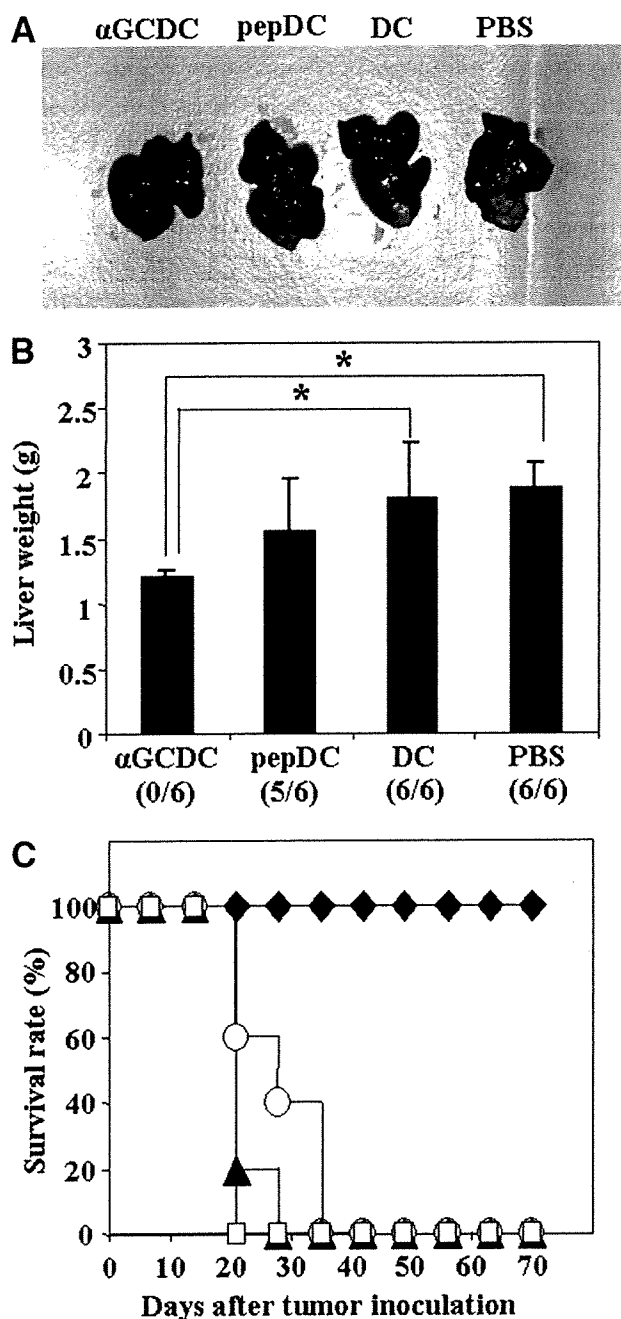 A
αGCDC pepDC DC PBS
B
3
2.5
2
1.5
1
0.5
0
Liver weight (g)
*
*
αGCDC pepDC DC PBS
(0/6) (5/6) (6/6) (6/6)
C
100
80
60
40
20
0
Survival rate (%)
0 10 20 30 40 50 60 70
Days after tumor inoculation